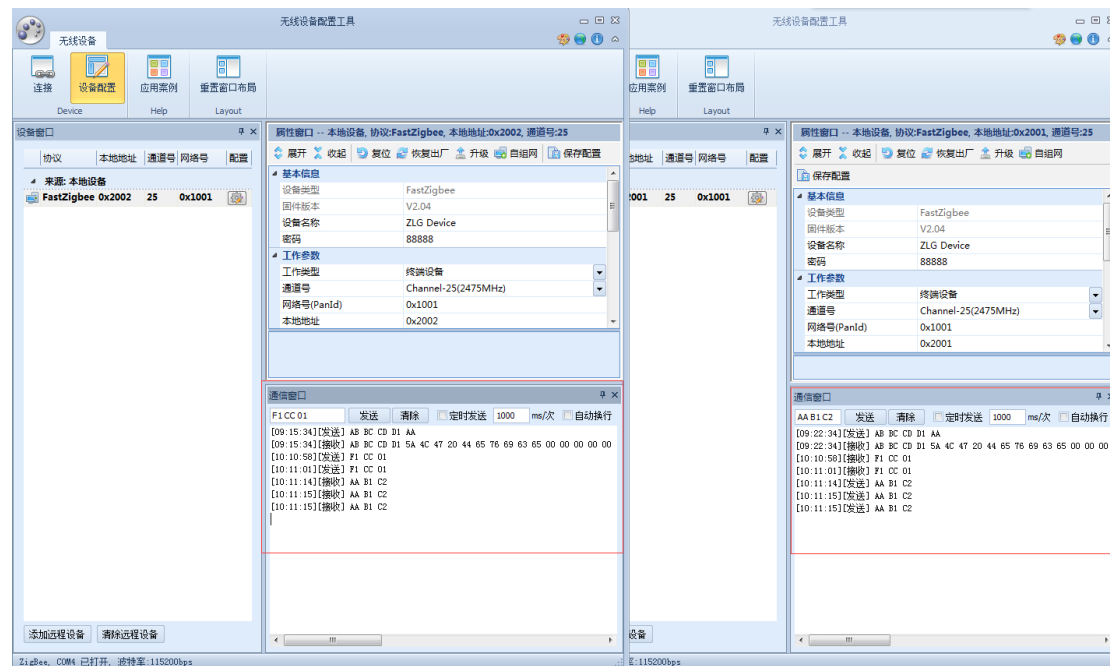 无线设备配置工具
无线设备
连接
设备配置
应用案例
重置窗口布局
Device
Help
Layout
设备窗口
协议 本地地址 通道号 网络号 配置
来源: 本地设备
FastZigbee 0x2002 25 0x1001
添加远程设备 清除远程设备
属性窗口 -- 本地设备, 协议:FastZigbee, 本地地址:0x2002, 通道号:25
展开 收起 复位 恢复出厂 升级 自组网 保存配置
基本信息
设备类型 FastZigbee
固件版本 V2.04
设备名称 ZLG Device
密码 88888
工作参数
工作类型 终端设备
通道号 Channel-25(2475MHz)
网络号(PanId) 0x1001
本地地址 0x2002
通信窗口
F1 CC 01 发送 清除 定时发送 1000 ms/次 自动换行
[09:15:34][发送] AB BC CD D1 AA
[09:15:34][接收] AB BC CD D1 5A 4C 47 20 44 65 76 69 63 65 00 00 00 00 00
[10:10:58][发送] F1 CC 01
[10:11:01][发送] F1 CC 01
[10:11:14][接收] AA B1 C2
[10:11:15][接收] AA B1 C2
[10:11:15][接收] AA B1 C2
ZigBee, COM4 已打开, 波特率:115200bps
无线设备配置工具
应用案例
重置窗口布局
Help
Layout
通道号 网络号 配置
2001 25 0x1001
设备
属性窗口 -- 本地设备, 协议:FastZigbee, 本地地址:0x2001, 通道号:25
展开 收起 复位 恢复出厂 升级 自组网
保存配置
基本信息
设备类型 FastZigbee
固件版本 V2.04
设备名称 ZLG Device
密码 88888
工作参数
工作类型 终端设备
通道号 Channel-25(2475MHz)
网络号(PanId) 0x1001
本地地址 0x2001
通信窗口
AA B1 C2 发送 清除 定时发送 1000 ms/次 自动换行
[09:22:34][发送] AB BC CD D1 AA
[09:22:34][接收] AB BC CD D1 5A 4C 47 20 44 65 76 69 63 65 00 00 00
[10:10:58][接收] F1 CC 01
[10:11:01][接收] F1 CC 01
[10:11:14][发送] AA B1 C2
[10:11:15][发送] AA B1 C2
[10:11:15][发送] AA B1 C2
:115200bps